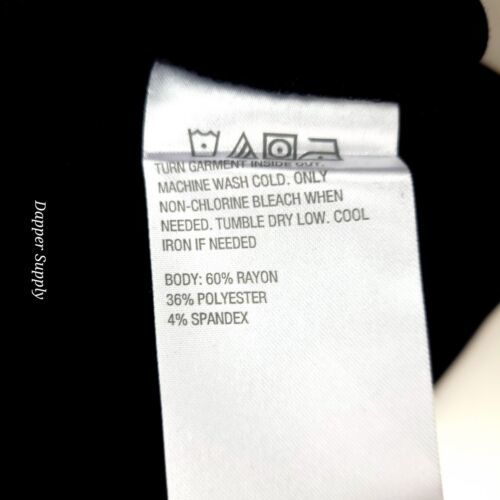 TURN GARMENT INSIDE OUT.
MACHINE WASH COLD. ONLY
NON-CHLORINE BLEACH WHEN
NEEDED. TUMBLE DRY LOW. COOL
IRON IF NEEDED
BODY: 60% RAYON
36% POLYESTER
4% SPANDEX
Dapper Supply